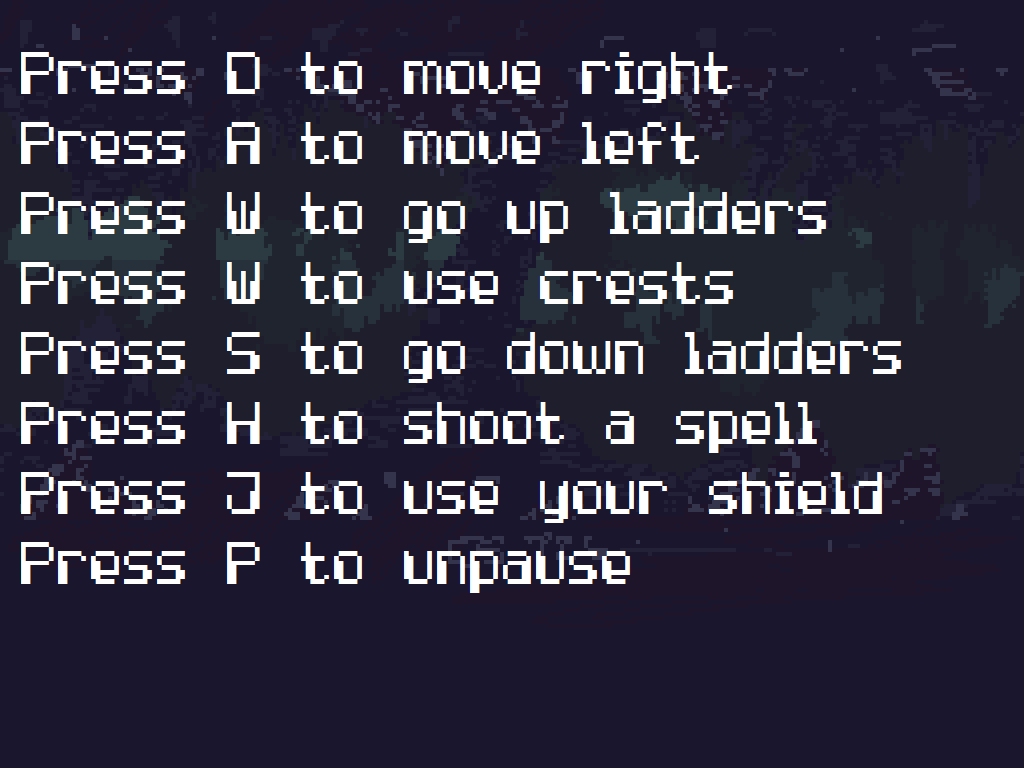 Press D to move right
Press A to move left
Press W to go up ladders
Press W to use crests
Press S to go down ladders
Press H to shoot a spell
Press J to use your shield
Press P to unpause